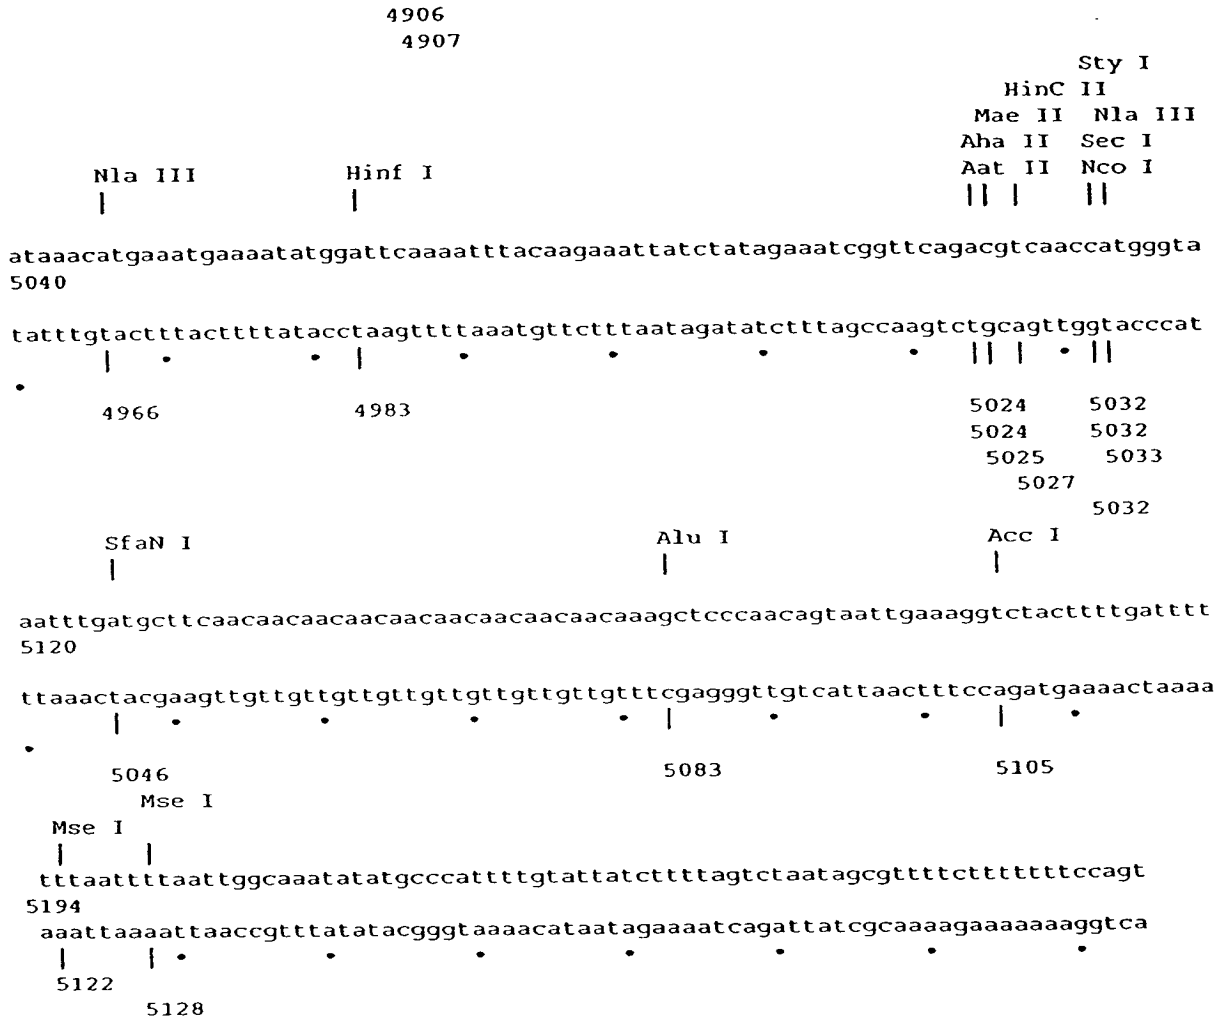 4906
4907
Sty I
HinC II
Mae II Nla III
Aha II Sec I
Nla III Hinf I Aat II Nco I
ataaacatgaaatgaaaatatggattcaaaatttacaagaaattatctatagaaatcggttcagacgtcaaccatgggta
5040
tatttgtactttacttttatacctaagttttaaatgttctttaatagatatctttagccaagtctgcagttggtacccat
4966 4983 5024 5032
5024 5032
5025 5033
5027
5032
SfaN I Alu I Acc I
aatttgatgcttcaacaacaacaacaacaacaacaacaacaaagctcccaacagtaattgaaaggtctacttttgatttt
5120
ttaaactacgaagttgttgttgttgttgttgttgttgttgtttcgagggttgtcattaactttccagatgaaaactaaaa
5046 5083 5105
Mse I
Mse I
tttaattttaattggcaaatatatgcccattttgtattatcttttagtctaatagcgttttctttttttccagt
5194
aaattaaaattaaccgtttatatacgggtaaaacataatagaaaatcagattatcgcaaaagaaaaaaaggtca
5122
5128